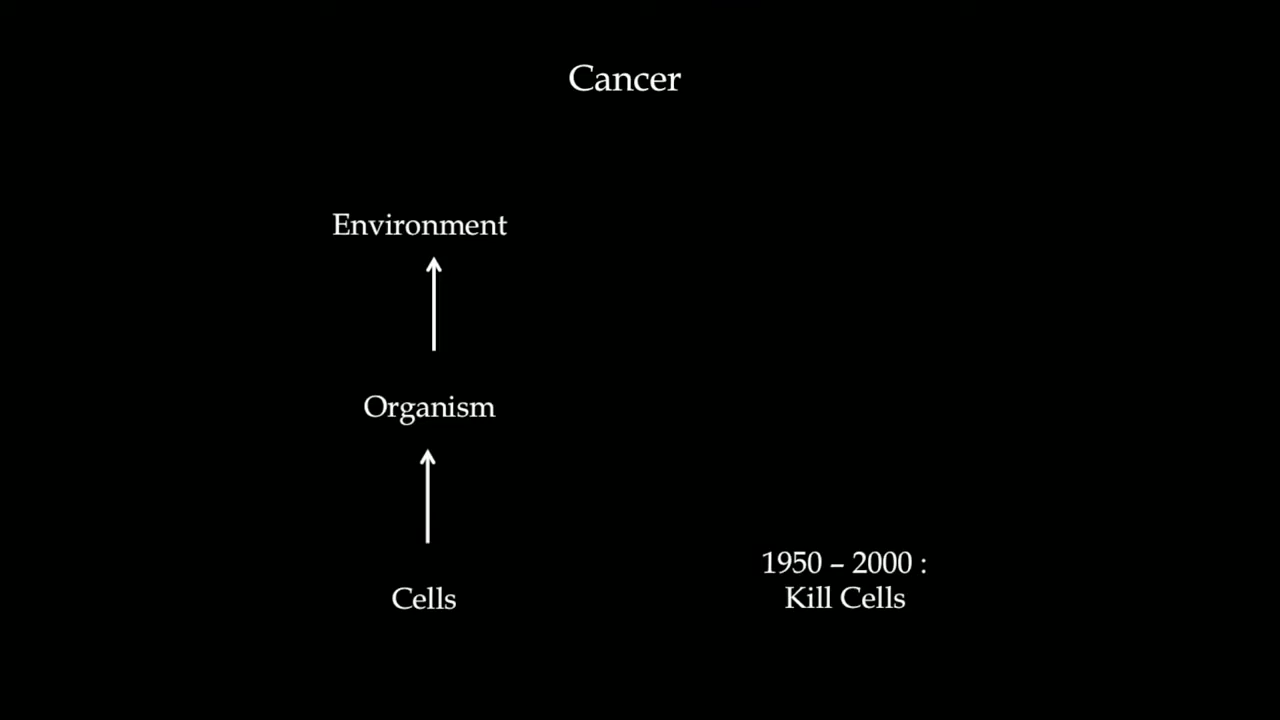 Cancer
Environment
Organism
Cells
1950 – 2000 :
Kill Cells